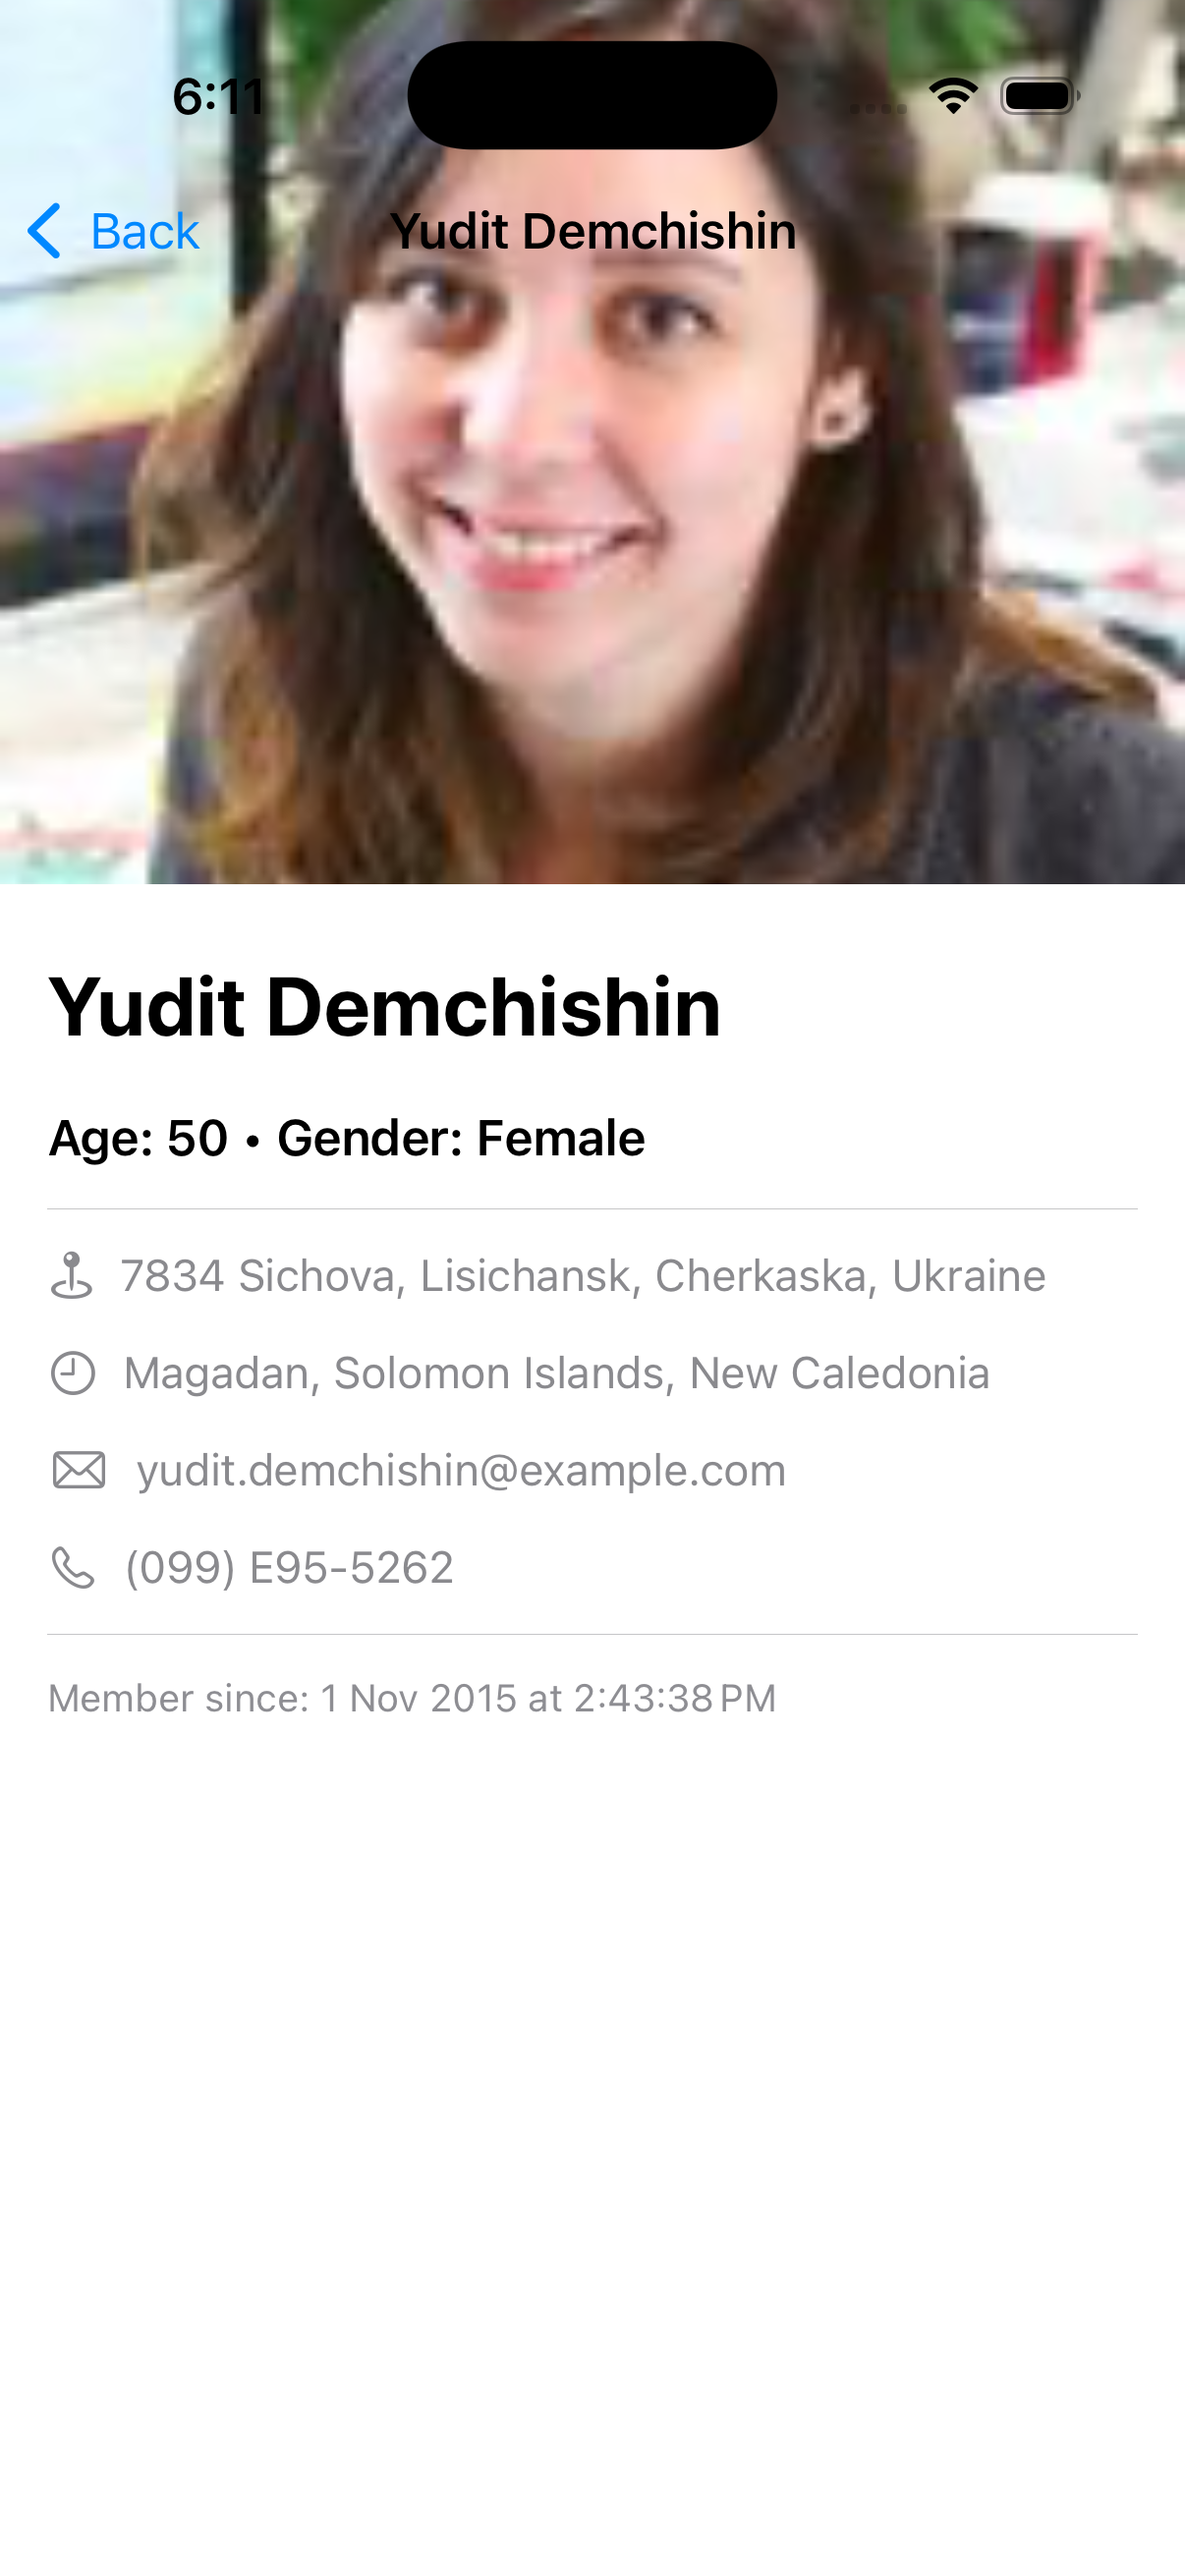 6:11
Back
Yudit Demchishin
Yudit Demchishin
Age: 50 • Gender: Female
7834 Sichova, Lisichansk, Cherkaska, Ukraine
Magadan, Solomon Islands, New Caledonia
yudit.demchishin@example.com
(099) E95-5262
Member since: 1 Nov 2015 at 2:43:38 PM